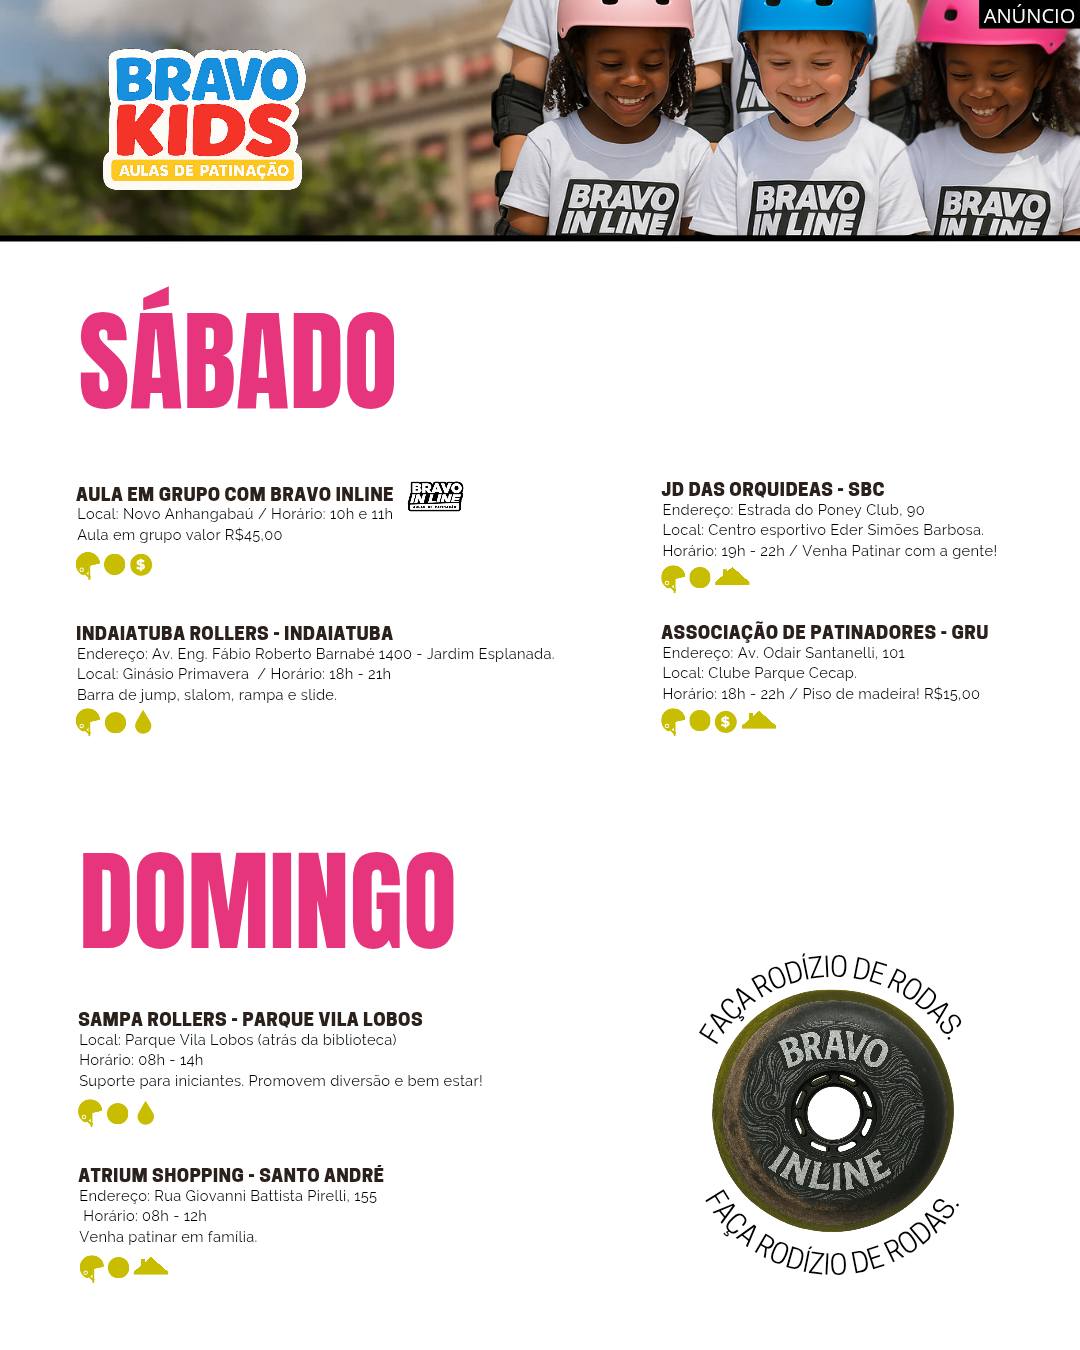 ANÚNCIO
BRAVO
KIDS
AULAS DE PATINAÇÃO
BRAVO
IN LINE
BRAVO
IN LINE
BRAVO
IN LINE
SÁBADO
AULA EM GRUPO COM BRAVO INLINE
BRAVO
IN LINE
AULAS DE PATINAÇÃO
Local: Novo Anhangabaú / Horário: 10h e 11h
Aula em grupo valor R$45,00
$
INDAIATUBA ROLLERS - INDAIATUBA
Endereço: Av. Eng. Fábio Roberto Barnabé 1400 - Jardim Esplanada.
Local: Ginásio Primavera  / Horário: 18h - 21h
Barra de jump, slalom, rampa e slide.
JD DAS ORQUIDEAS - SBC
Endereço: Estrada do Poney Club, 90
Local: Centro esportivo Eder Simões Barbosa.
Horário: 19h - 22h / Venha Patinar com a gente!
ASSOCIAÇÃO DE PATINADORES - GRU
Endereço: Av. Odair Santanelli, 101
Local: Clube Parque Cecap.
Horário: 18h - 22h / Piso de madeira! R$15,00
$
DOMINGO
SAMPA ROLLERS - PARQUE VILA LOBOS
Local: Parque Vila Lobos (atrás da biblioteca)
Horário: 08h - 14h
Suporte para iniciantes. Promovem diversão e bem estar!
ATRIUM SHOPPING - SANTO ANDRÉ
Endereço: Rua Giovanni Battista Pirelli, 155
Horário: 08h - 12h
Venha patinar em família.
FAÇA RODÍZIO DE RODAS.
BRAVO
INLINE
FAÇA RODÍZIO DE RODAS.